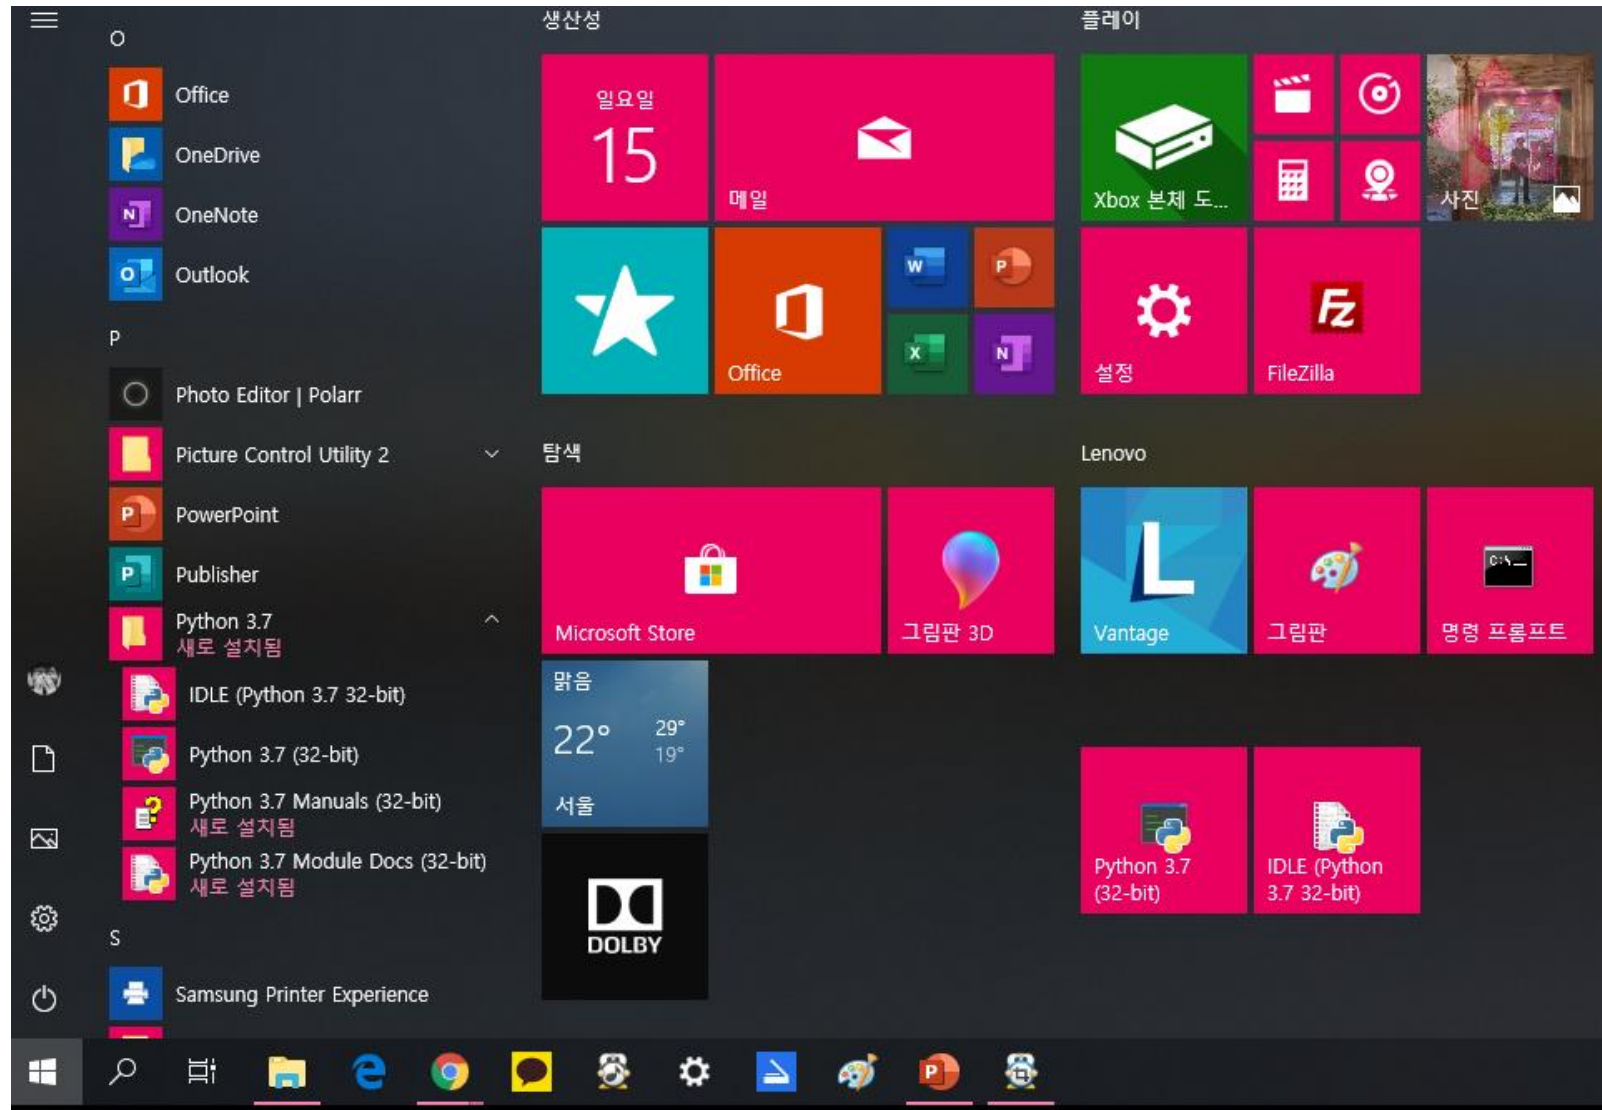 O
Office
OneDrive
OneNote
Outlook
P
Photo Editor | Polarr
Picture Control Utility 2
PowerPoint
Publisher
Python 3.7
새로 설치됨
IDLE (Python 3.7 32-bit)
Python 3.7 (32-bit)
Python 3.7 Manuals (32-bit)
새로 설치됨
Python 3.7 Module Docs (32-bit)
새로 설치됨
S
Samsung Printer Experience
생산성
일요일
15
메일
Office
탐색
Microsoft Store
그림판 3D
맑음
22°
29°
19°
서울
DOLBY
플레이
Xbox 본체 도...
사진
설정
FileZilla
Lenovo
Vantage
그림판
명령 프롬프트
Python 3.7
(32-bit)
IDLE (Python
3.7 32-bit)